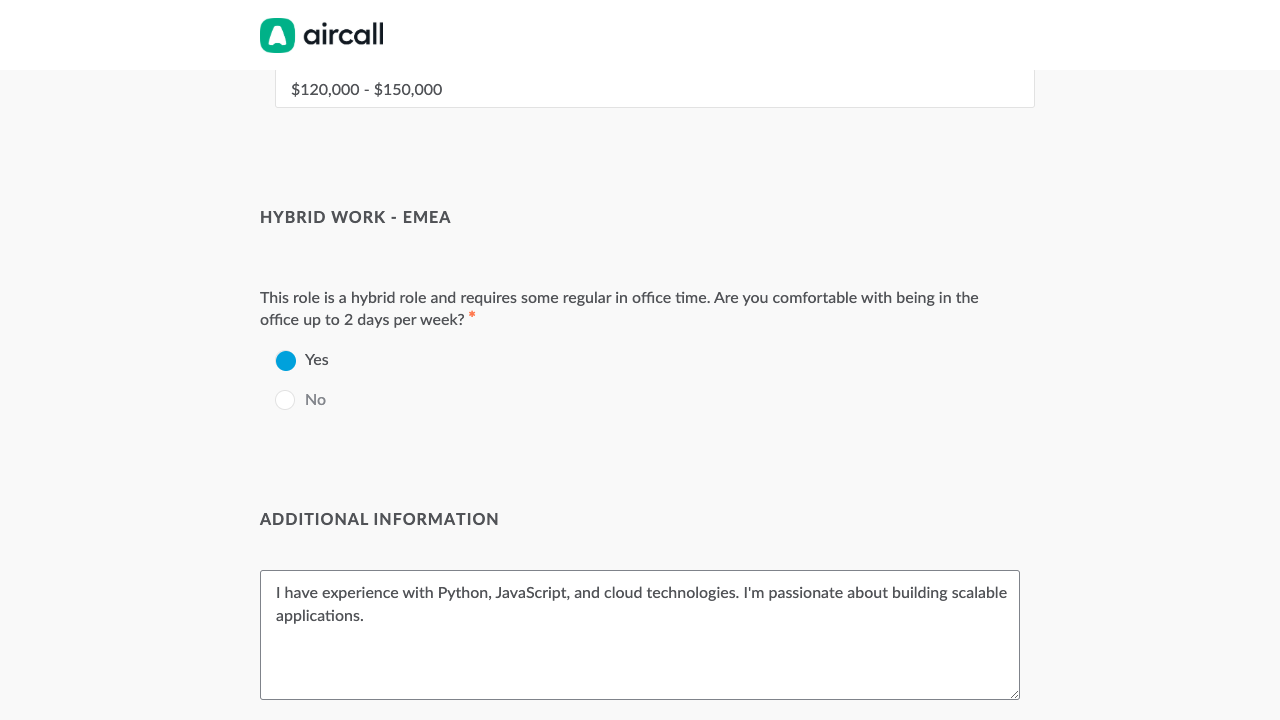 aircall
$120,000 - $150,000
HYBRID WORK - EMEA
This role is a hybrid role and requires some regular in office time. Are you comfortable with being in the
office up to 2 days per week? *
Yes
No
ADDITIONAL INFORMATION
I have experience with Python, JavaScript, and cloud technologies. I'm passionate about building scalable
applications.